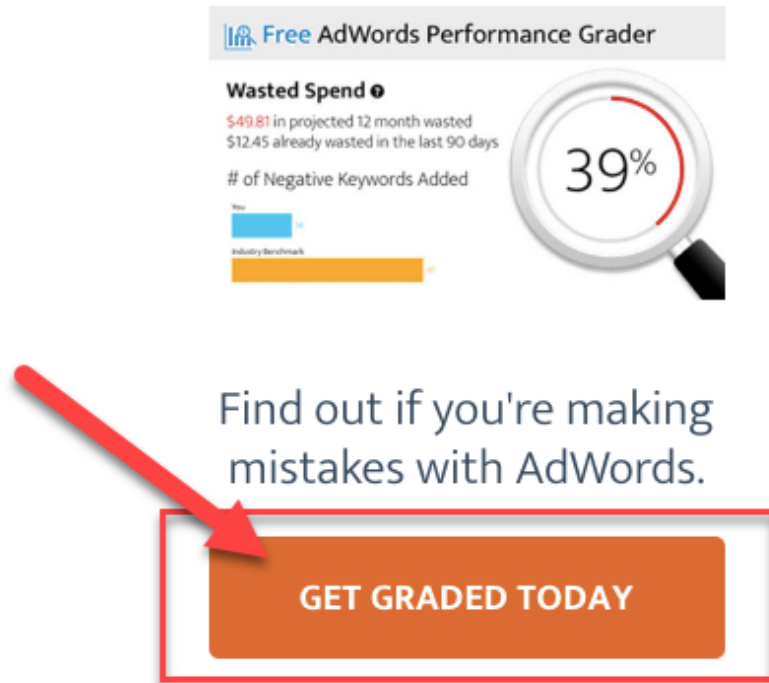 Free AdWords Performance Grader
Wasted Spend ?
$49.81 in projected 12 month wasted
$12.45 already wasted in the last 90 days
39%
# of Negative Keywords Added
You
Industry Benchmark
Find out if you're making
mistakes with AdWords.
GET GRADED TODAY